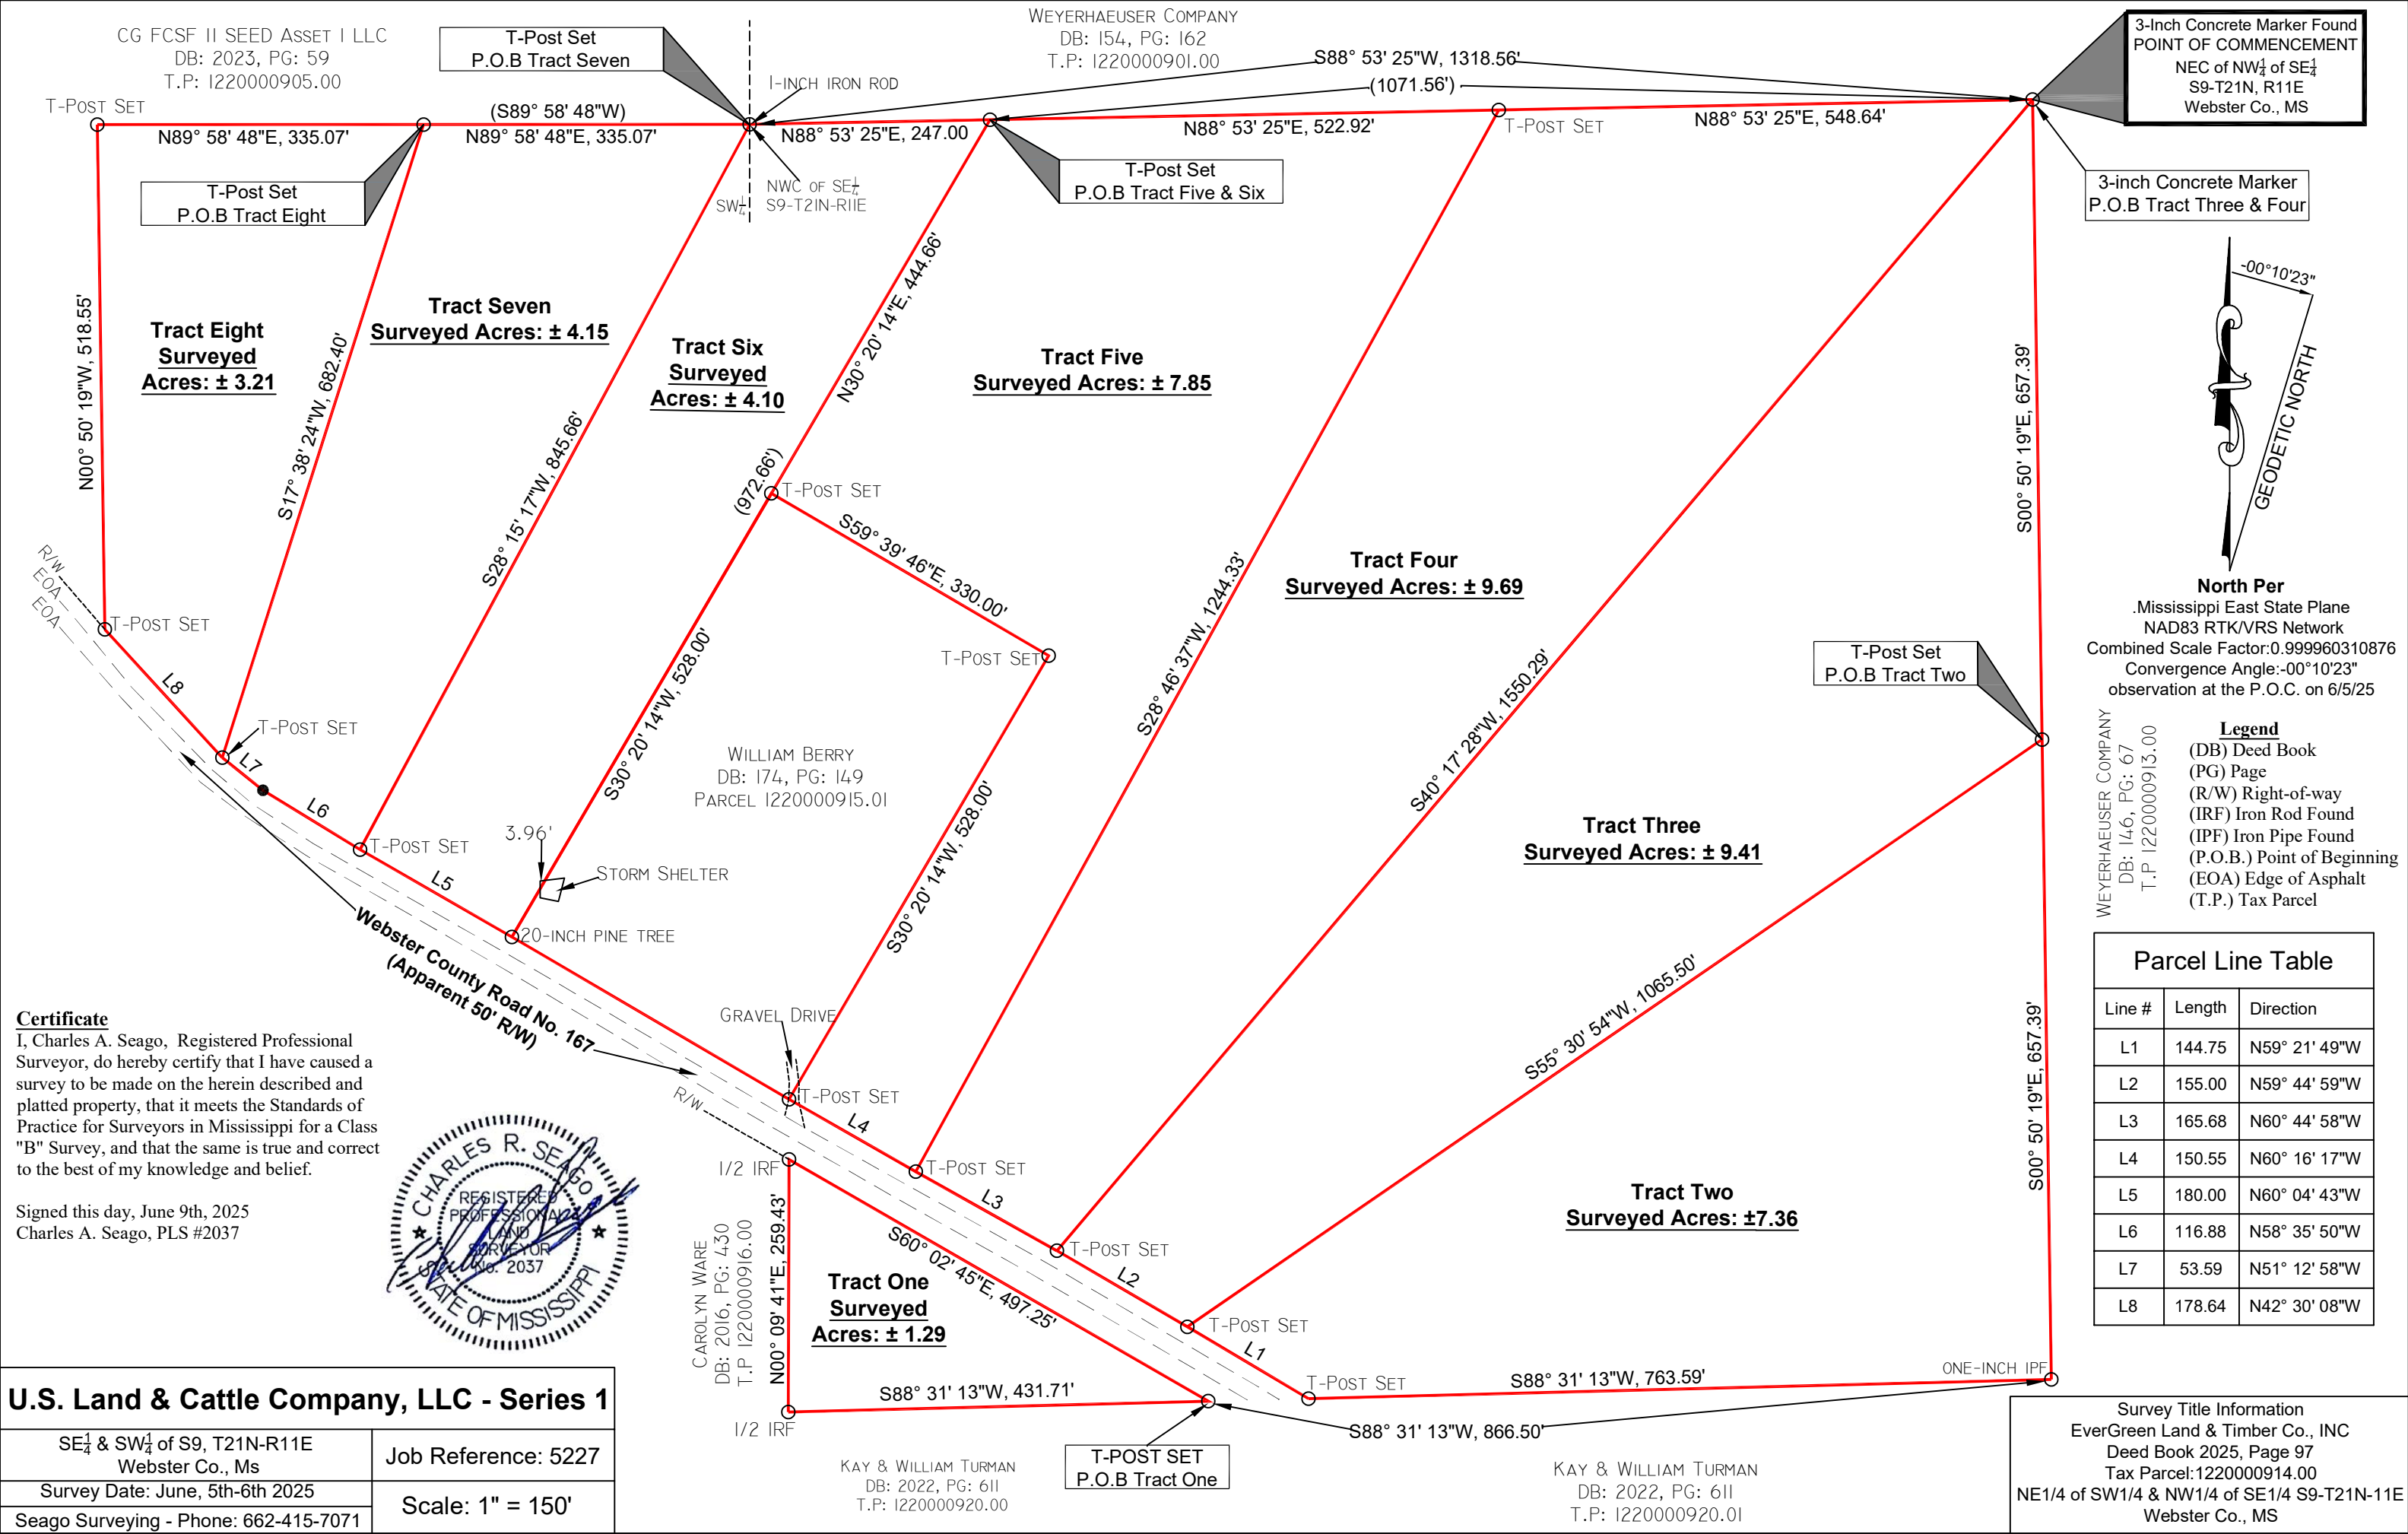 CG FCSF II SEED Asset I LLC
DB: 2023, PG: 59
T.P: 1220000905.00
T-Post Set
P.O.B Tract Seven
Weyerhaeuser Company
DB: 154, PG: 162
T.P: 1220000901.00
S88° 53' 25"W, 1318.56'
(1071.56')
3-Inch Concrete Marker Found
POINT OF COMMENCEMENT
NEC of NW1/4 of SE1/4
S9-T21N, R11E
Webster Co., MS
T-Post Set
1-inch Iron Rod
(S89° 58' 48"W)
N89° 58' 48"E, 335.07'
N89° 58' 48"E, 335.07'
N88° 53' 25"E, 247.00
N88° 53' 25"E, 522.92'
T-Post Set
N88° 53' 25"E, 548.64'
T-Post Set
P.O.B Tract Eight
SW1/4
NWC of SE1/4
S9-T21N-R11E
T-Post Set
P.O.B Tract Five & Six
3-inch Concrete Marker
P.O.B Tract Three & Four
-00°10'23"
GEODETIC NORTH
N00° 50' 19"W, 518.55'
Tract Eight
Surveyed
Acres: ± 3.21
S17° 38' 24"W, 682.40'
Tract Seven
Surveyed Acres: ± 4.15
S28° 15' 17"W, 845.66'
Tract Six
Surveyed
Acres: ± 4.10
N30° 20' 14"E, 444.66'
(972.66')
Tract Five
Surveyed Acres: ± 7.85
T-Post Set
S59° 39' 46"E, 330.00'
T-Post Set
S28° 46' 37"W, 1244.33'
Tract Four
Surveyed Acres: ± 9.69
S40° 17' 28"W, 1550.29'
S00° 50' 19"E, 657.39'
North Per
.Mississippi East State Plane
NAD83 RTK/VRS Network
Combined Scale Factor:0.999960310876
Convergence Angle:-00°10'23"
observation at the P.O.C. on 6/5/25
R/W
EOA
EOA
T-Post Set
L8
T-Post Set
L7
L6
T-Post Set
L5
S30° 20' 14"W, 528.00'
William Berry
DB: 174, PG: 149
Parcel 1220000915.01
S30° 20' 14"W, 528.00'
3.96'
Storm Shelter
20-inch pine tree
T-Post Set
P.O.B Tract Two
Tract Three
Surveyed Acres: ± 9.41
S55° 30' 54"W, 1065.50'
S00° 50' 19"E, 657.39'
Weyerhaeuser Company
DB: 146, PG: 67
T.P 1220000913.00
Legend
(DB) Deed Book
(PG) Page
(R/W) Right-of-way
(IRF) Iron Rod Found
(IPF) Iron Pipe Found
(P.O.B.) Point of Beginning
(EOA) Edge of Asphalt
(T.P.) Tax Parcel
Parcel Line Table
Line # Length Direction
L1 144.75 N59° 21' 49"W
L2 155.00 N59° 44' 59"W
L3 165.68 N60° 44' 58"W
L4 150.55 N60° 16' 17"W
L5 180.00 N60° 04' 43"W
L6 116.88 N58° 35' 50"W
L7 53.59 N51° 12' 58"W
L8 178.64 N42° 30' 08"W
Webster County Road No. 167
(Apparent 50' R/W)
Gravel Drive
T-Post Set
R/W
L4
T-Post Set
L3
T-Post Set
L2
T-Post Set
L1
T-Post Set
Certificate
I, Charles A. Seago, Registered Professional
Surveyor, do hereby certify that I have caused a
survey to be made on the herein described and
platted property, that it meets the Standards of
Practice for Surveyors in Mississippi for a Class
"B" Survey, and that the same is true and correct
to the best of my knowledge and belief.
Signed this day, June 9th, 2025
Charles A. Seago, PLS #2037
CHARLES R. SEAGO
REGISTERED
PROFESSIONAL
LAND
SURVEYOR
No. 2037
STATE OF MISSISSIPPI
1/2 IRF
Carolyn Ware
DB: 2016, PG: 430
T.P 1220000916.00
N00° 09' 41"E, 259.43'
S60° 02' 45"E, 497.25'
Tract One
Surveyed
Acres: ± 1.29
S88° 31' 13"W, 431.71'
1/2 IRF
Tract Two
Surveyed Acres: ±7.36
S88° 31' 13"W, 763.59'
one-inch IPF
S88° 31' 13"W, 866.50'
T-POST SET
P.O.B Tract One
Kay & William Turman
DB: 2022, PG: 611
T.P: 1220000920.00
Kay & William Turman
DB: 2022, PG: 611
T.P: 1220000920.01
U.S. Land & Cattle Company, LLC - Series 1
SE1/4 & SW1/4 of S9, T21N-R11E
Webster Co., Ms
Job Reference: 5227
Survey Date: June, 5th-6th 2025
Scale: 1" = 150'
Seago Surveying - Phone: 662-415-7071
Survey Title Information
EverGreen Land & Timber Co., INC
Deed Book 2025, Page 97
Tax Parcel:1220000914.00
NE1/4 of SW1/4 & NW1/4 of SE1/4 S9-T21N-11E
Webster Co., MS